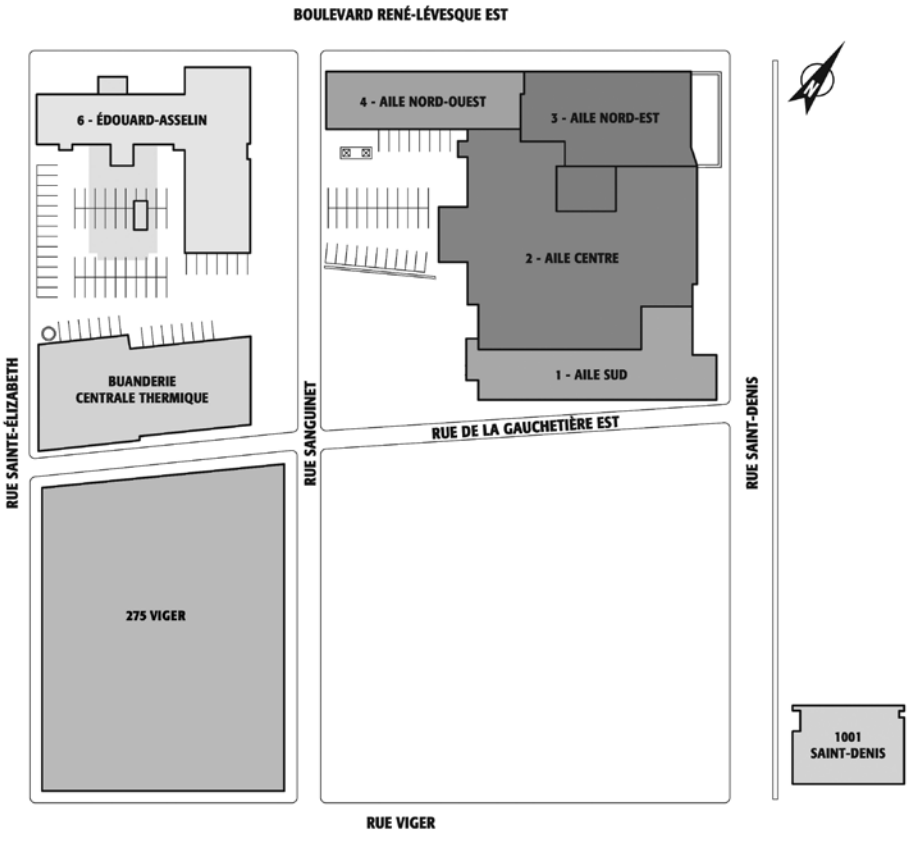 BOULEVARD RENÉ-LÉVESQUE EST
6 - ÉDOUARD-ASSELIN
4 - AILE NORD-OUEST
3 - AILE NORD-EST
N
2 - AILE CENTRE
1 - AILE SUD
BUANDERIE
CENTRALE THERMIQUE
RUE SAINTE-ÉLIZABETH
RUE SANGUINET
RUE DE LA GAUCHETIÈRE EST
RUE SAINT-DENIS
275 VIGER
1001
SAINT-DENIS
RUE VIGER